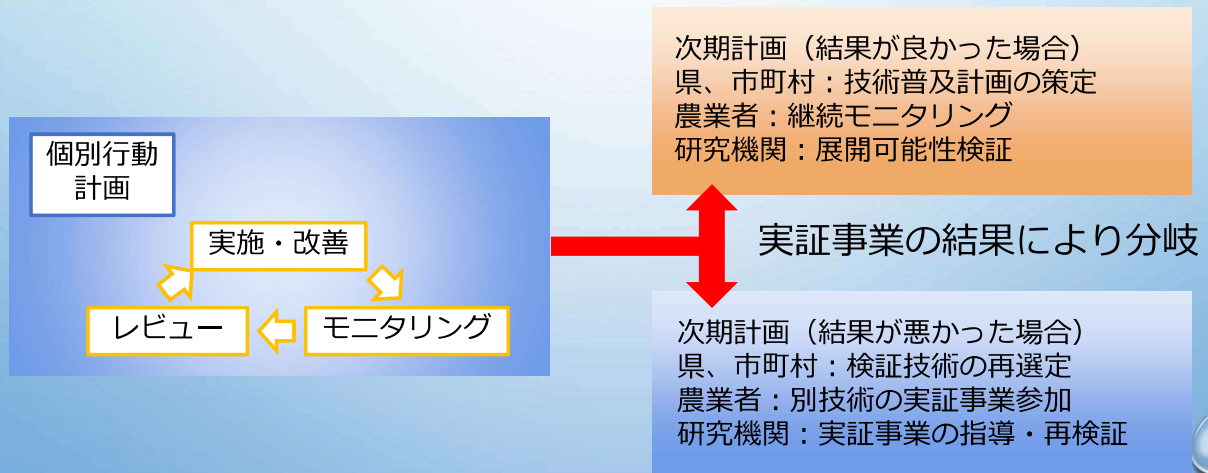 個別行動
計画
実施・改善
レビュー
モニタリング
次期計画（結果が良かった場合）
県、市町村：技術普及計画の策定
農業者：継続モニタリング
研究機関：展開可能性検証
実証事業の結果により分岐
次期計画（結果が悪かった場合）
県、市町村：検証技術の再選定
農業者：別技術の実証事業参加
研究機関：実証事業の指導・再検証